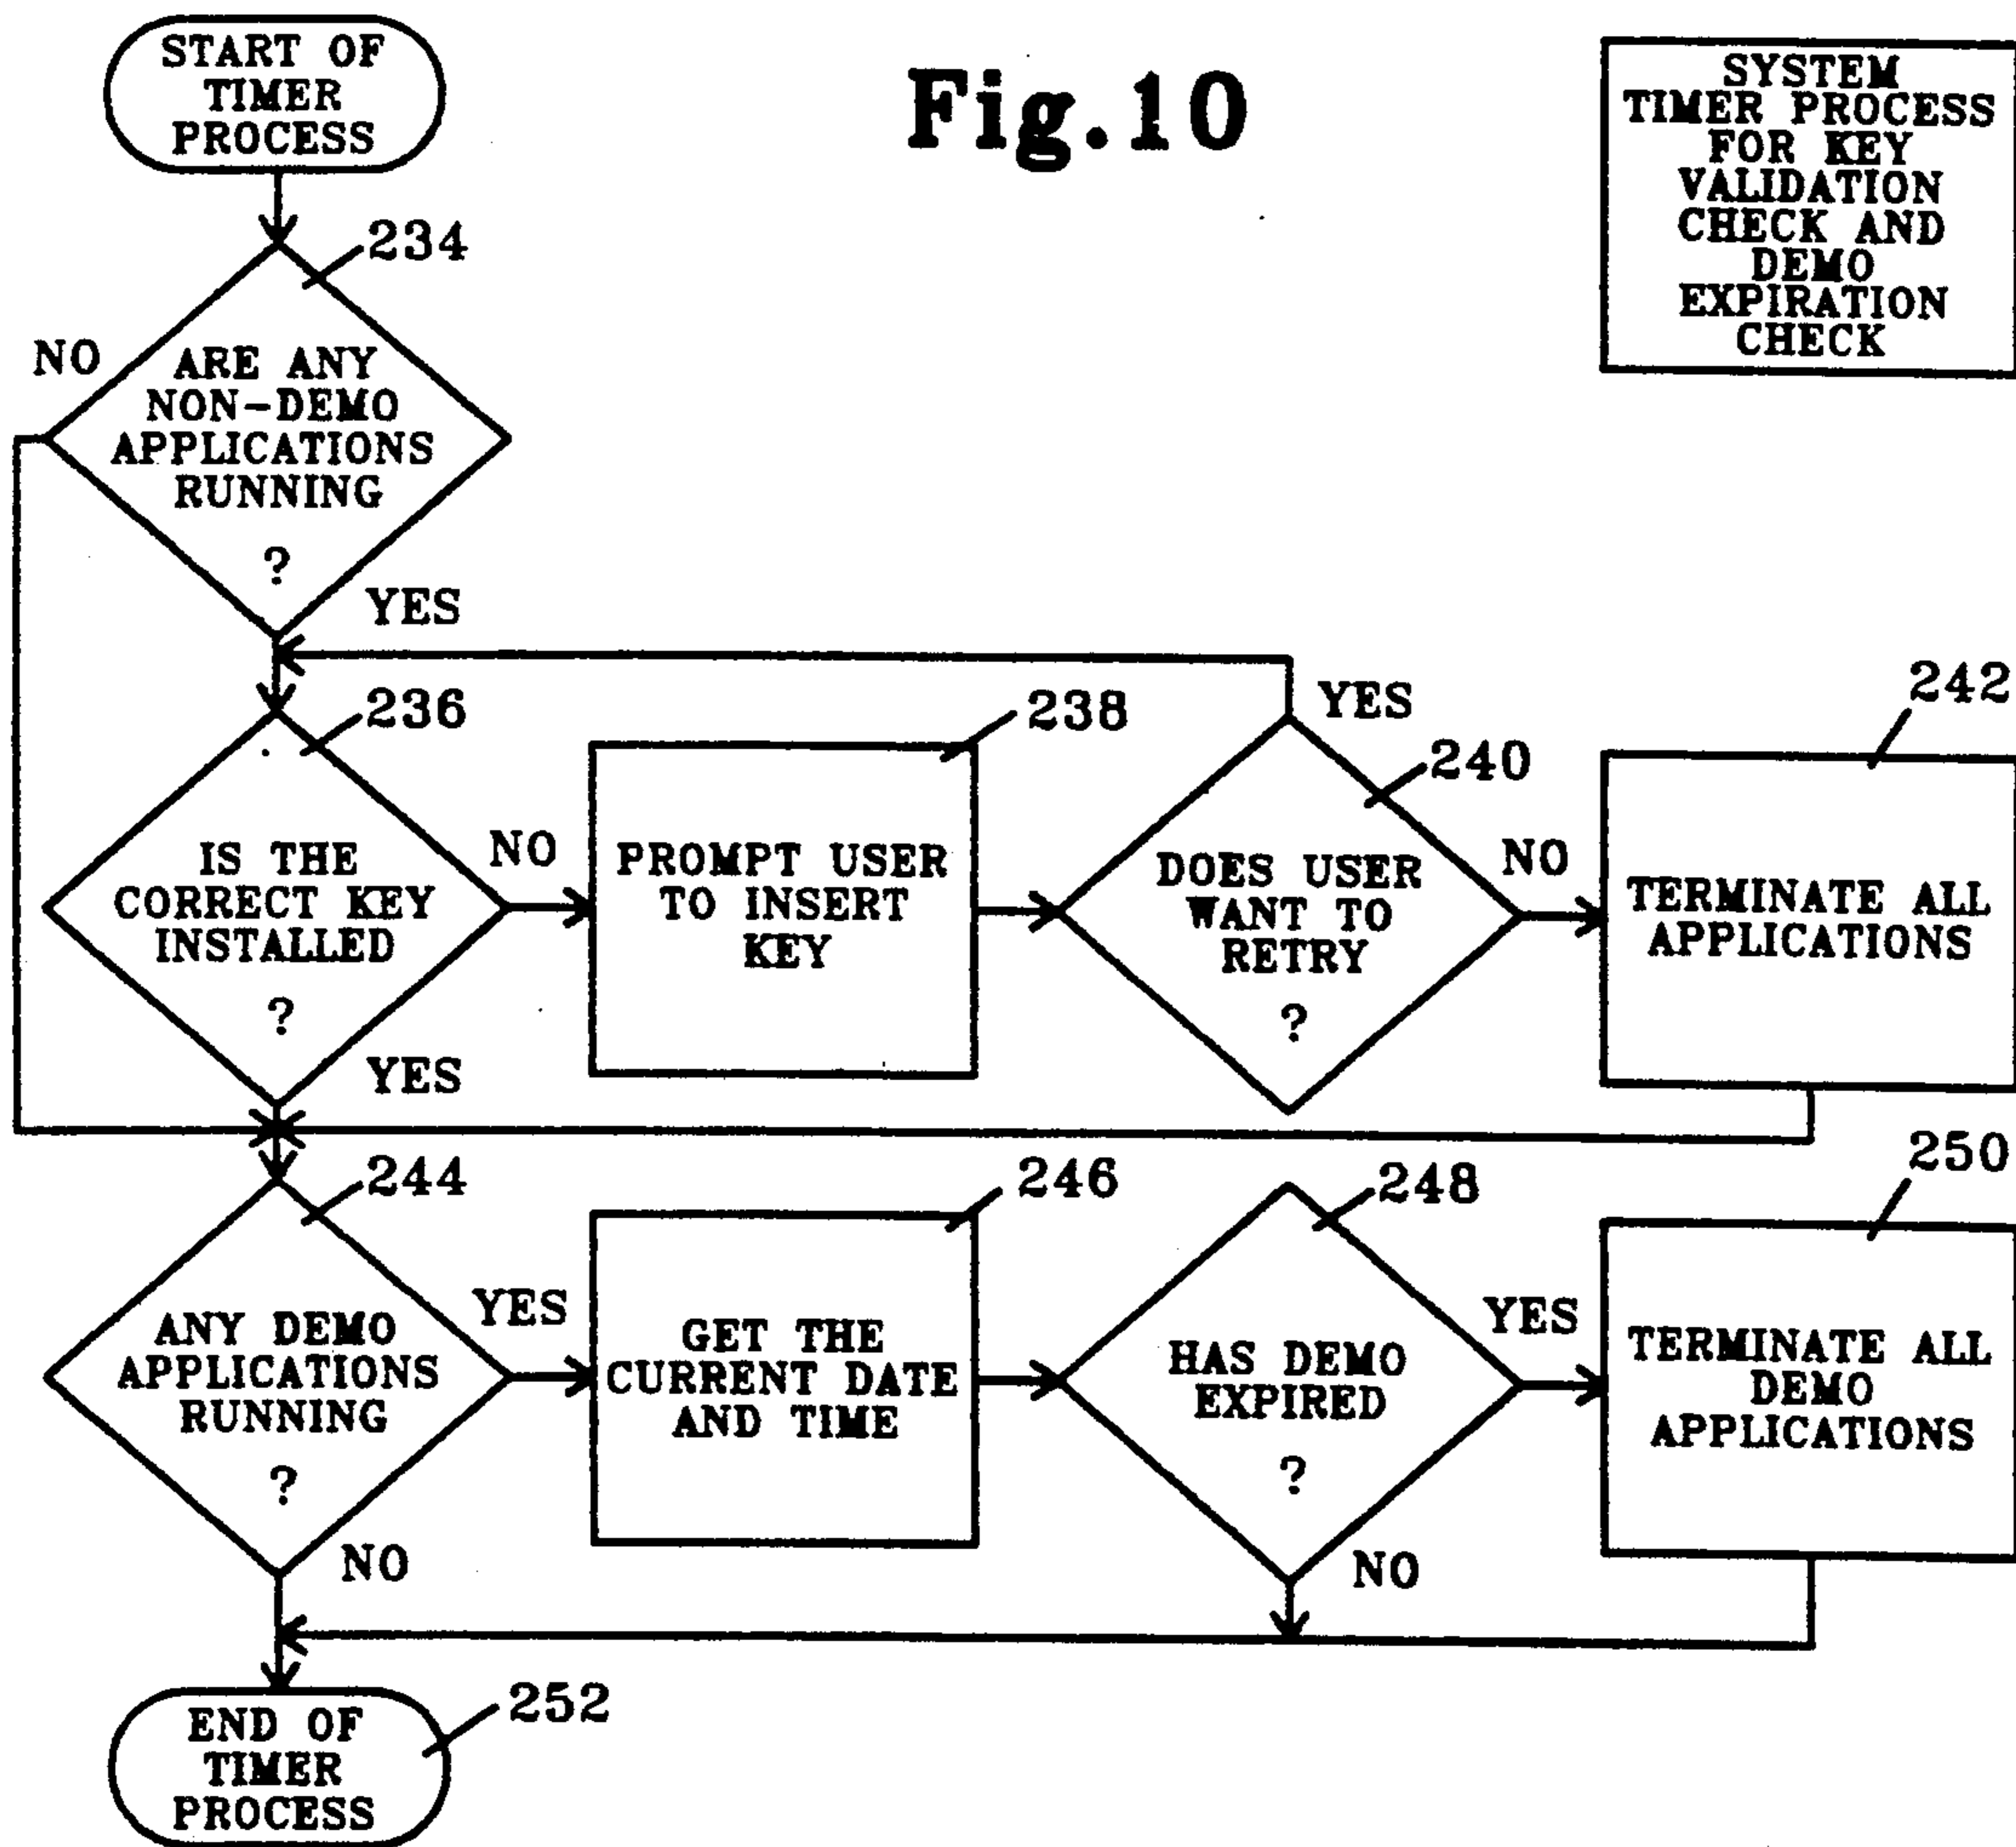 START OF
TIMER
PROCESS
Fig.10
SYSTEM
TIMER PROCESS
FOR KEY
VALIDATION
CHECK AND
DEMO
EXPIRATION
CHECK
234
NO
ARE ANY
NON-DEMO
APPLICATIONS
RUNNING
?
YES
236
IS THE
CORRECT KEY
INSTALLED
?
NO
YES
238
PROMPT USER
TO INSERT
KEY
YES
240
DOES USER
WANT TO
RETRY
?
NO
242
TERMINATE ALL
APPLICATIONS
244
ANY DEMO
APPLICATIONS
RUNNING
?
YES
NO
246
GET THE
CURRENT DATE
AND TIME
248
HAS DEMO
EXPIRED
?
YES
NO
250
TERMINATE ALL
DEMO
APPLICATIONS
END OF
TIMER
PROCESS
252